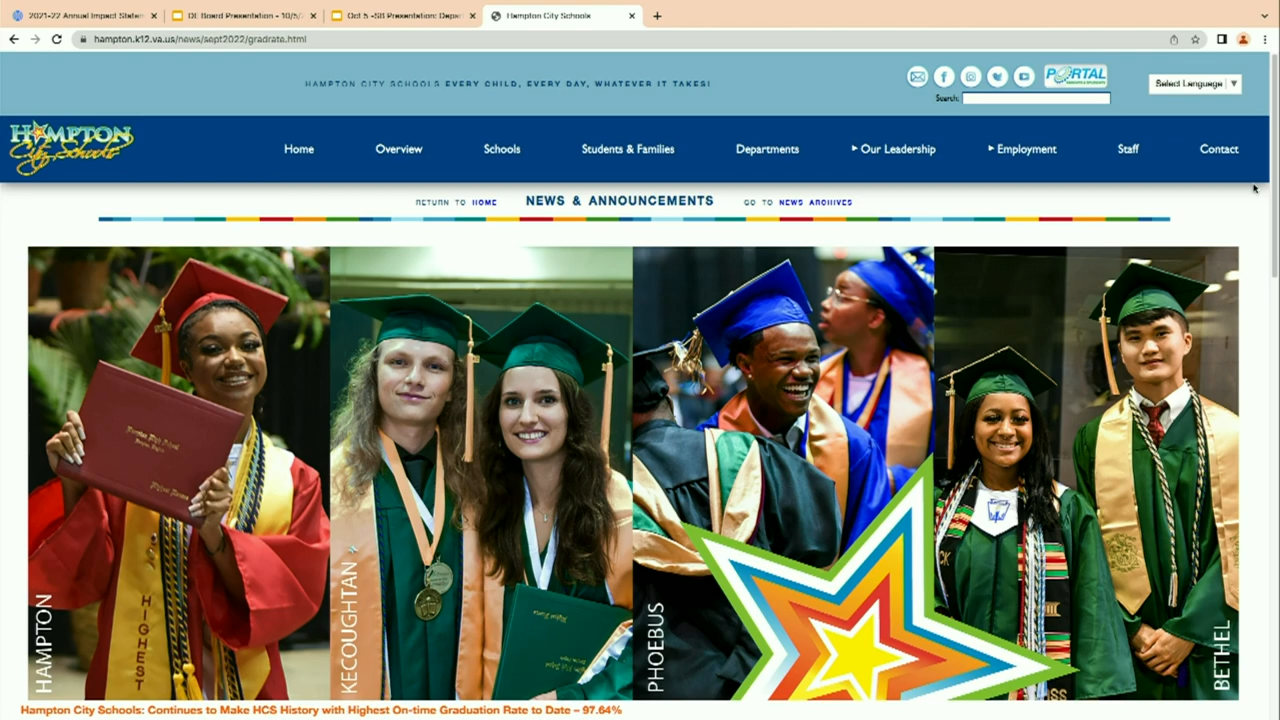 2021-22 Annual Impact Statem
DE Board Presentation - 10/5/2
Oct 5 -SB Presentation: Depar
Hampton City Schools
hampton.k12.va.us/news/sept2022/gradrate.html
HAMPTON CITY SCHOOLS EVERY CHILD, EVERY DAY, WHATEVER IT TAKES!
PORTAL
Search:
Select Language
HAMPTON
City Schools
Home
Overview
Schools
Students & Families
Departments
Our Leadership
Employment
Staff
Contact
RETURN TO HOME
NEWS & ANNOUNCEMENTS
GO TO NEWS ARCHIVES
HIGHEST
HAMPTON
KECOUGHTAN
PHOEBUS
BETHEL
Hampton City Schools: Continues to Make HCS History with Highest On-time Graduation Rate to Date – 97.64%